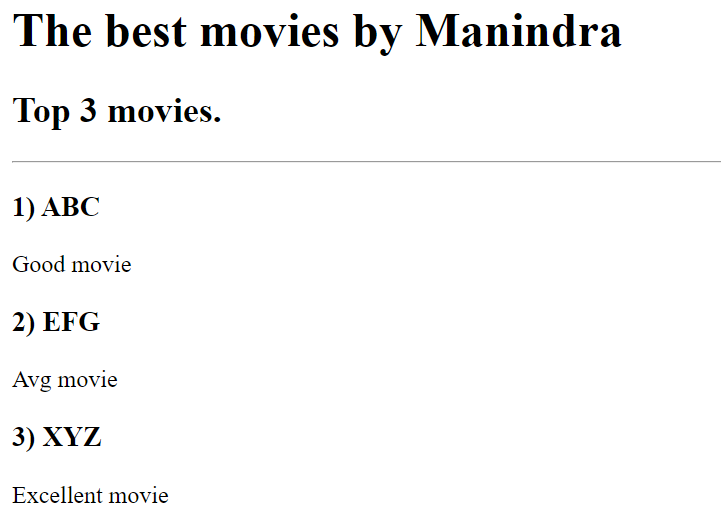 The best movies by Manindra
Top 3 movies.
1) ABC
Good movie
2) EFG
Avg movie
3) XYZ
Excellent movie